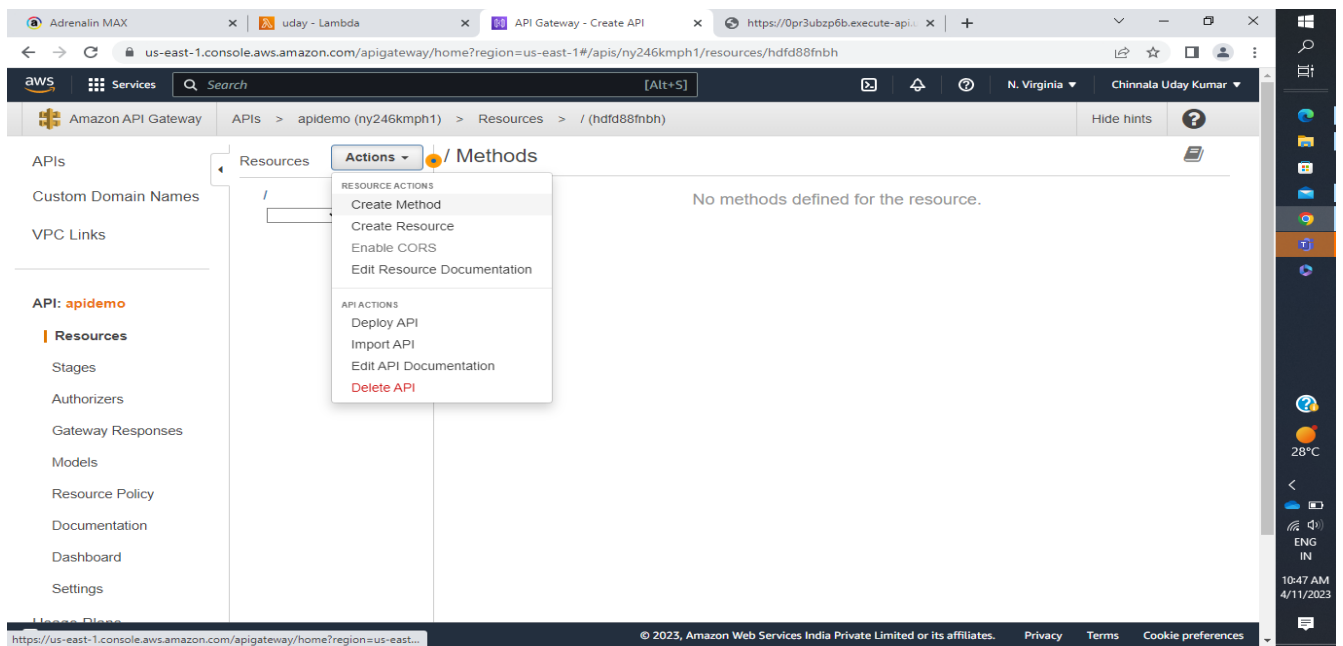 Adrenalin MAX
uday - Lambda
API Gateway - Create API
https://0pr3ubzp6b.execute-api.u
us-east-1.console.aws.amazon.com/apigateway/home?region=us-east-1#/apis/ny246kmph1/resources/hdfd88fnbh
aws Services Search [Alt+S] N. Virginia Chinnala Uday Kumar
Amazon API Gateway APIs > apidemo (ny246kmph1) > Resources > / (hdfd88fnbh) Hide hints
APIs
Custom Domain Names
VPC Links
API: apidemo
Resources
Stages
Authorizers
Gateway Responses
Models
Resource Policy
Documentation
Dashboard
Settings
Usage Plans
Resources Actions
/
RESOURCE ACTIONS
Create Method
Create Resource
Enable CORS
Edit Resource Documentation
API ACTIONS
Deploy API
Import API
Edit API Documentation
Delete API
/ Methods
No methods defined for the resource.
https://us-east-1.console.aws.amazon.com/apigateway/home?region=us-east...
© 2023, Amazon Web Services India Private Limited or its affiliates. Privacy Terms Cookie preferences
28°C
ENG
IN
10:47 AM
4/11/2023